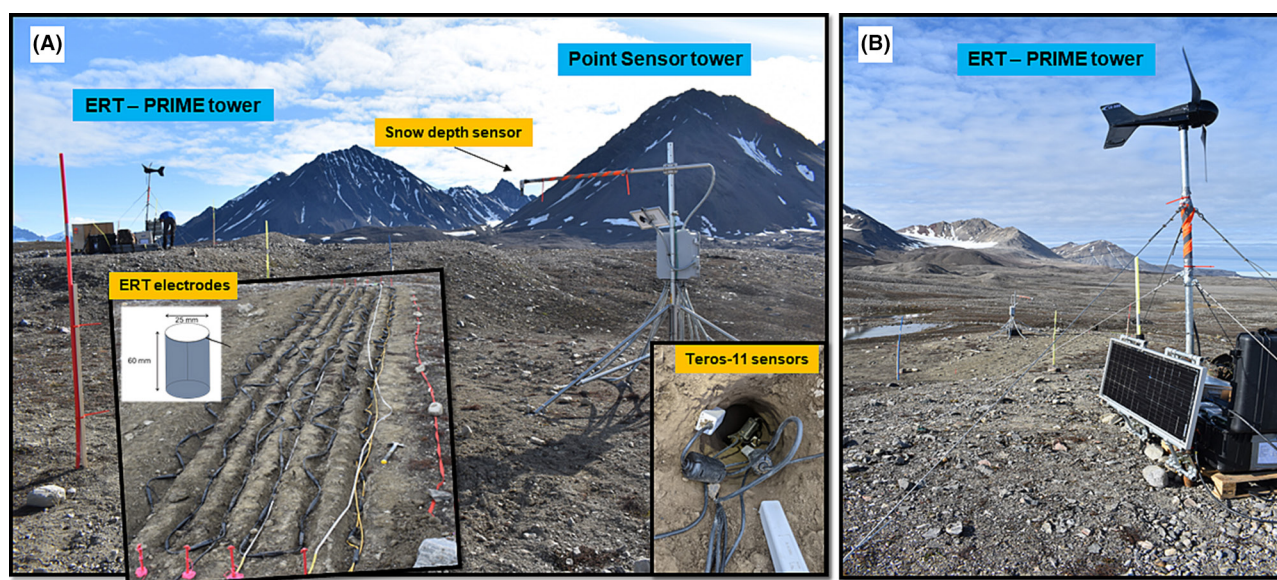 (A)
Point Sensor tower
ERT – PRIME tower
Snow depth sensor
ERT electrodes
25 mm
60 mm
Teros-11 sensors
(B)
ERT – PRIME tower